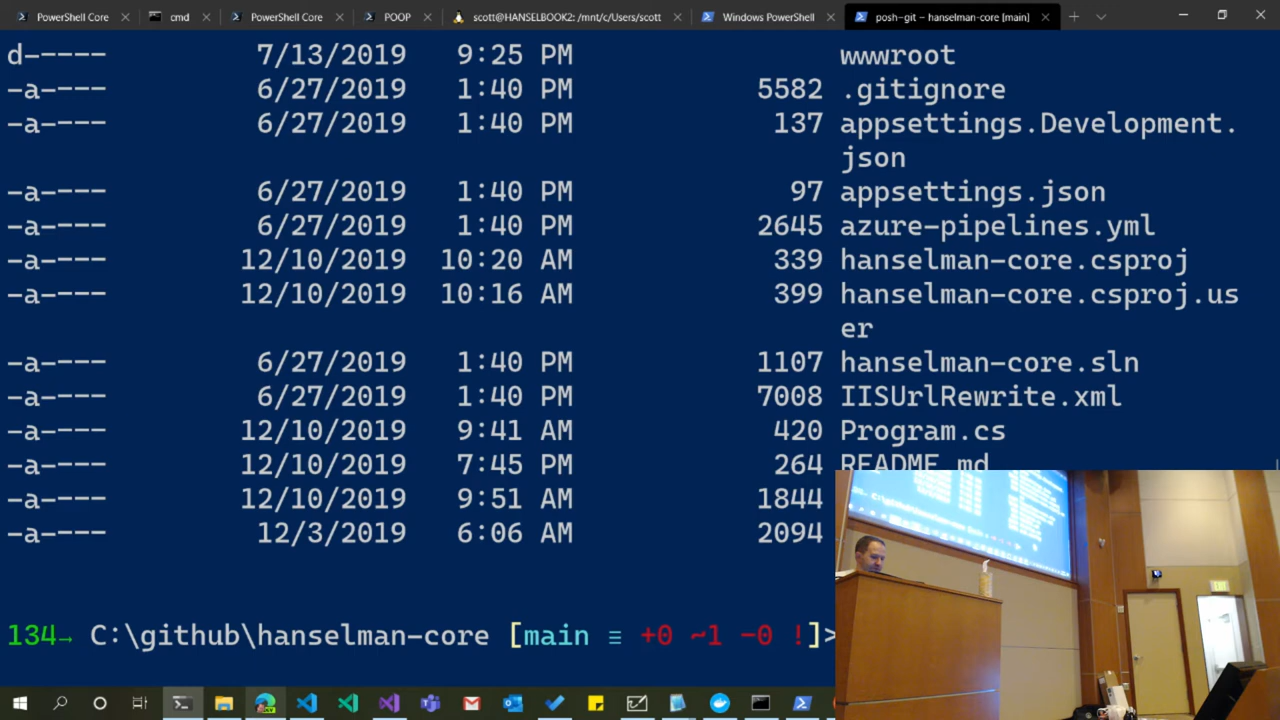 PowerShell Core cmd PowerShell Core POOP scott@HANSELBOOK2: /mnt/c/Users/scott Windows PowerShell posh~git ~ hanselman-core [main]
d----- 7/13/2019 9:25 PM wwwroot
-a---- 6/27/2019 1:40 PM 5582 .gitignore
-a---- 6/27/2019 1:40 PM 137 appsettings.Development.
json
-a---- 6/27/2019 1:40 PM 97 appsettings.json
-a---- 6/27/2019 1:40 PM 2645 azure-pipelines.yml
-a---- 12/10/2019 10:20 AM 339 hanselman-core.csproj
-a---- 12/10/2019 10:16 AM 399 hanselman-core.csproj.us
er
-a---- 6/27/2019 1:40 PM 1107 hanselman-core.sln
-a---- 6/27/2019 1:40 PM 7008 IISUrlRewrite.xml
-a---- 12/10/2019 9:41 AM 420 Program.cs
-a---- 12/10/2019 7:45 PM 264 README.md
-a---- 12/10/2019 9:51 AM 1844
-a---- 12/3/2019 6:06 AM 2094
134→ C:\github\hanselman-core [main ≡ +0 ~1 -0 !]>